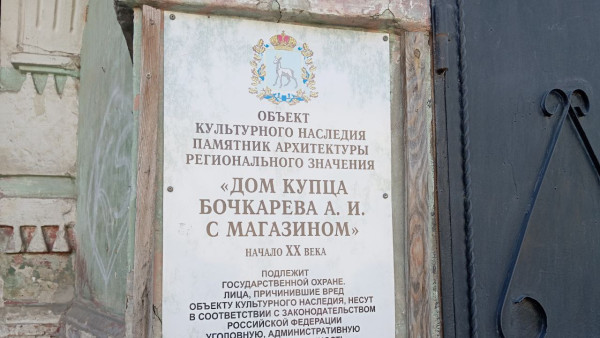 ОБЪЕКТ
КУЛЬТУРНОГО НАСЛЕДИЯ
ПАМЯТНИК АРХИТЕКТУРЫ
РЕГИОНАЛЬНОГО ЗНАЧЕНИЯ
«ДОМ КУПЦА
БОЧКАРЕВА А. И.
С МАГАЗИНОМ»
НАЧАЛО XX ВЕКА
ПОДЛЕЖИТ
ГОСУДАРСТВЕННОЙ ОХРАНЕ.
ЛИЦА, ПРИЧИНИВШИЕ ВРЕД
ОБЪЕКТУ КУЛЬТУРНОГО НАСЛЕДИЯ, НЕСУТ
В СООТВЕТСТВИИ С ЗАКОНОДАТЕЛЬСТВОМ
РОССИЙСКОЙ ФЕДЕРАЦИИ
УГОЛОВНУЮ, АДМИНИСТРАТИВНУЮ